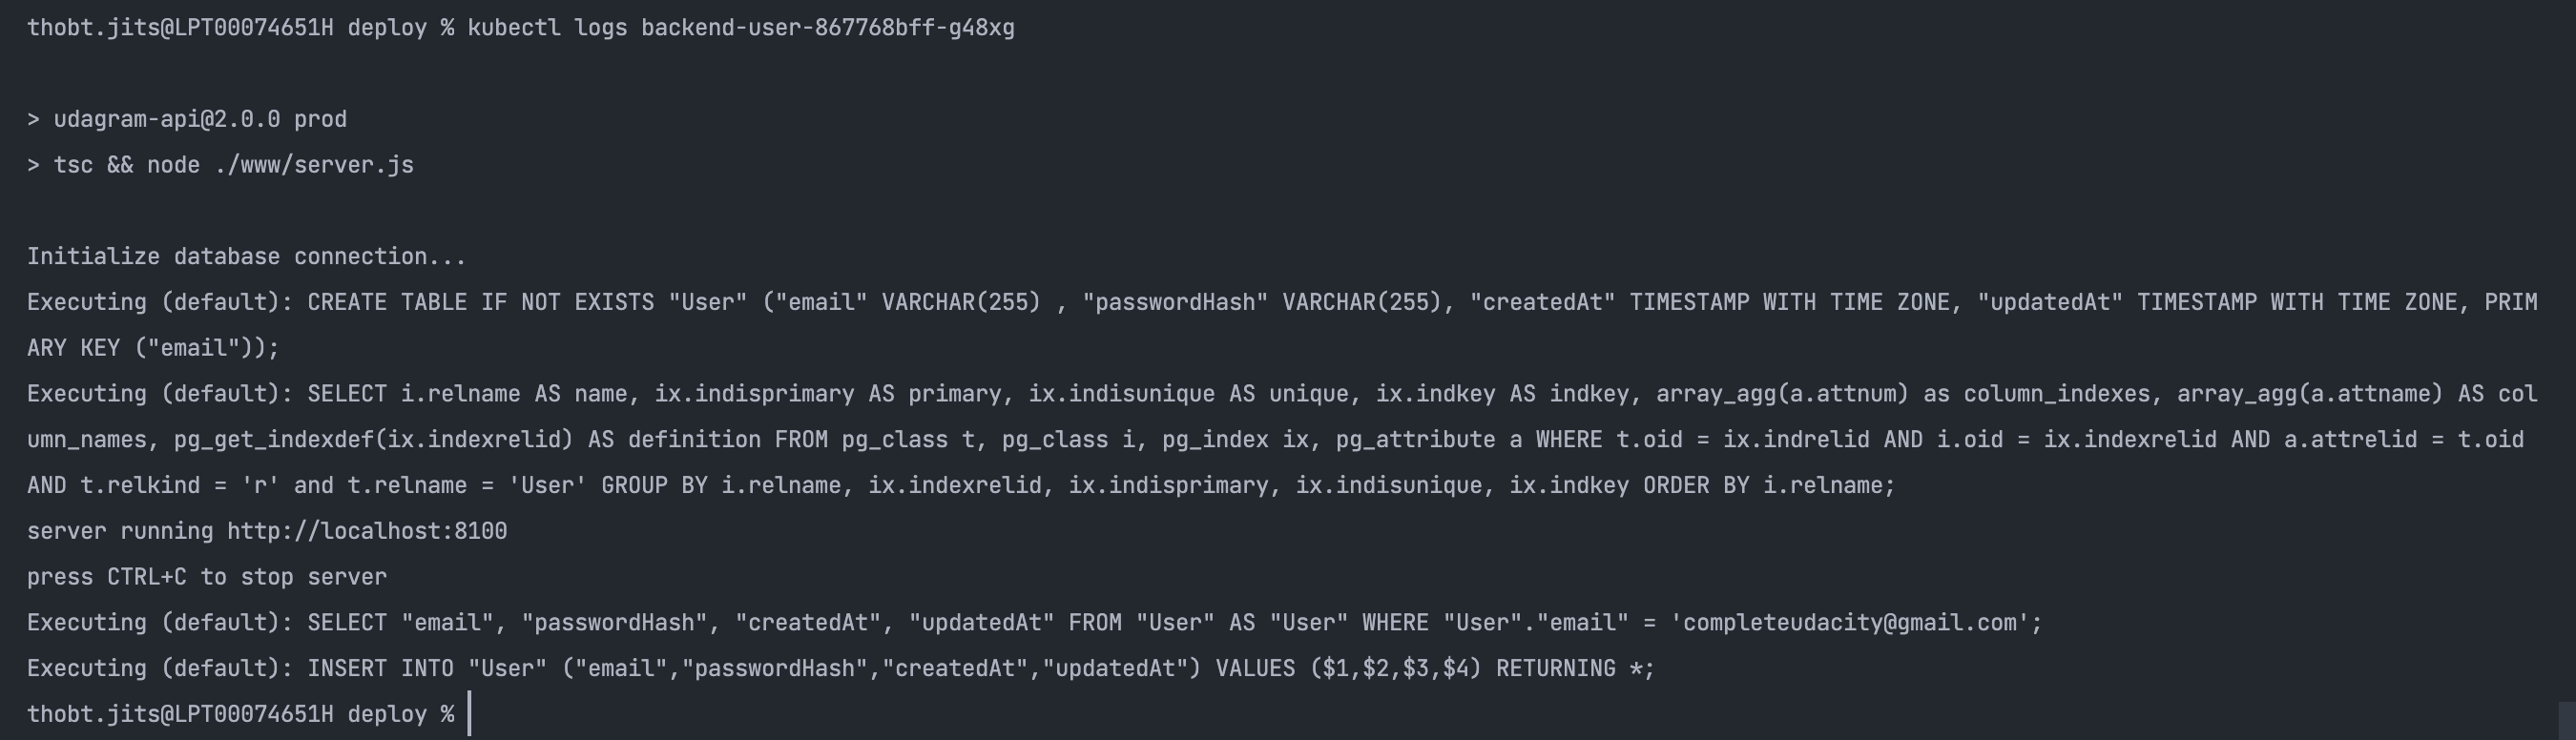 thobt.jits@LPT00074651H deploy % kubectl logs backend-user-867768bff-g48xg
> udagram-api@2.0.0 prod
> tsc && node ./www/server.js
Initialize database connection...
Executing (default): CREATE TABLE IF NOT EXISTS "User" ("email" VARCHAR(255) , "passwordHash" VARCHAR(255), "createdAt" TIMESTAMP WITH TIME ZONE, "updatedAt" TIMESTAMP WITH TIME ZONE, PRIM
ARY KEY ("email"));
Executing (default): SELECT i.relname AS name, ix.indisprimary AS primary, ix.indisunique AS unique, ix.indkey AS indkey, array_agg(a.attnum) as column_indexes, array_agg(a.attname) AS col
umn_names, pg_get_indexdef(ix.indexrelid) AS definition FROM pg_class t, pg_class i, pg_index ix, pg_attribute a WHERE t.oid = ix.indrelid AND i.oid = ix.indexrelid AND a.attrelid = t.oid
AND t.relkind = 'r' and t.relname = 'User' GROUP BY i.relname, ix.indexrelid, ix.indisprimary, ix.indisunique, ix.indkey ORDER BY i.relname;
server running http://localhost:8100
press CTRL+C to stop server
Executing (default): SELECT "email", "passwordHash", "createdAt", "updatedAt" FROM "User" AS "User" WHERE "User"."email" = 'completeudacity@gmail.com';
Executing (default): INSERT INTO "User" ("email","passwordHash","createdAt","updatedAt") VALUES ($1,$2,$3,$4) RETURNING *;
thobt.jits@LPT00074651H deploy %